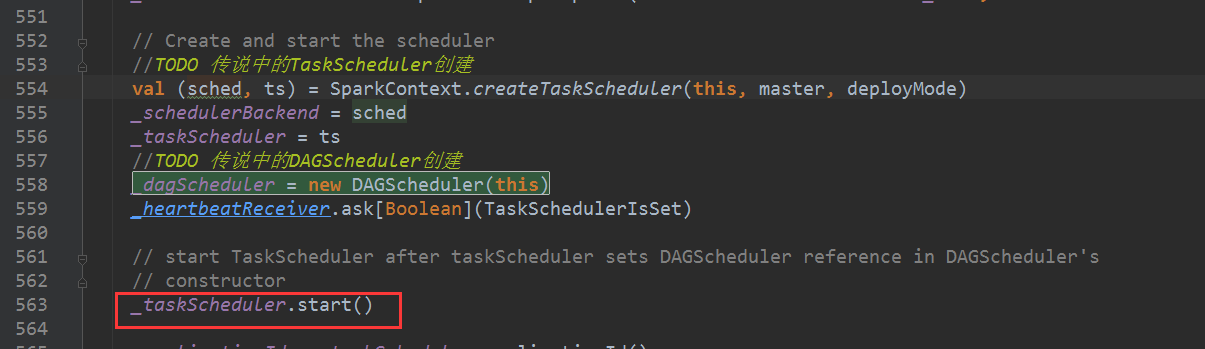 551
552 // Create and start the scheduler
553 //TODO 传说中的TaskScheduler创建
554 val (sched, ts) = SparkContext.createTaskScheduler(this, master, deployMode)
555 _schedulerBackend = sched
556 _taskScheduler = ts
557 //TODO 传说中的DAGScheduler创建
558 _dagScheduler = new DAGScheduler(this)
559 _heartbeatReceiver.ask[Boolean](TaskSchedulerIsSet)
560
561 // start TaskScheduler after taskScheduler sets DAGScheduler reference in DAGScheduler's
562 // constructor
563 _taskScheduler.start()
564